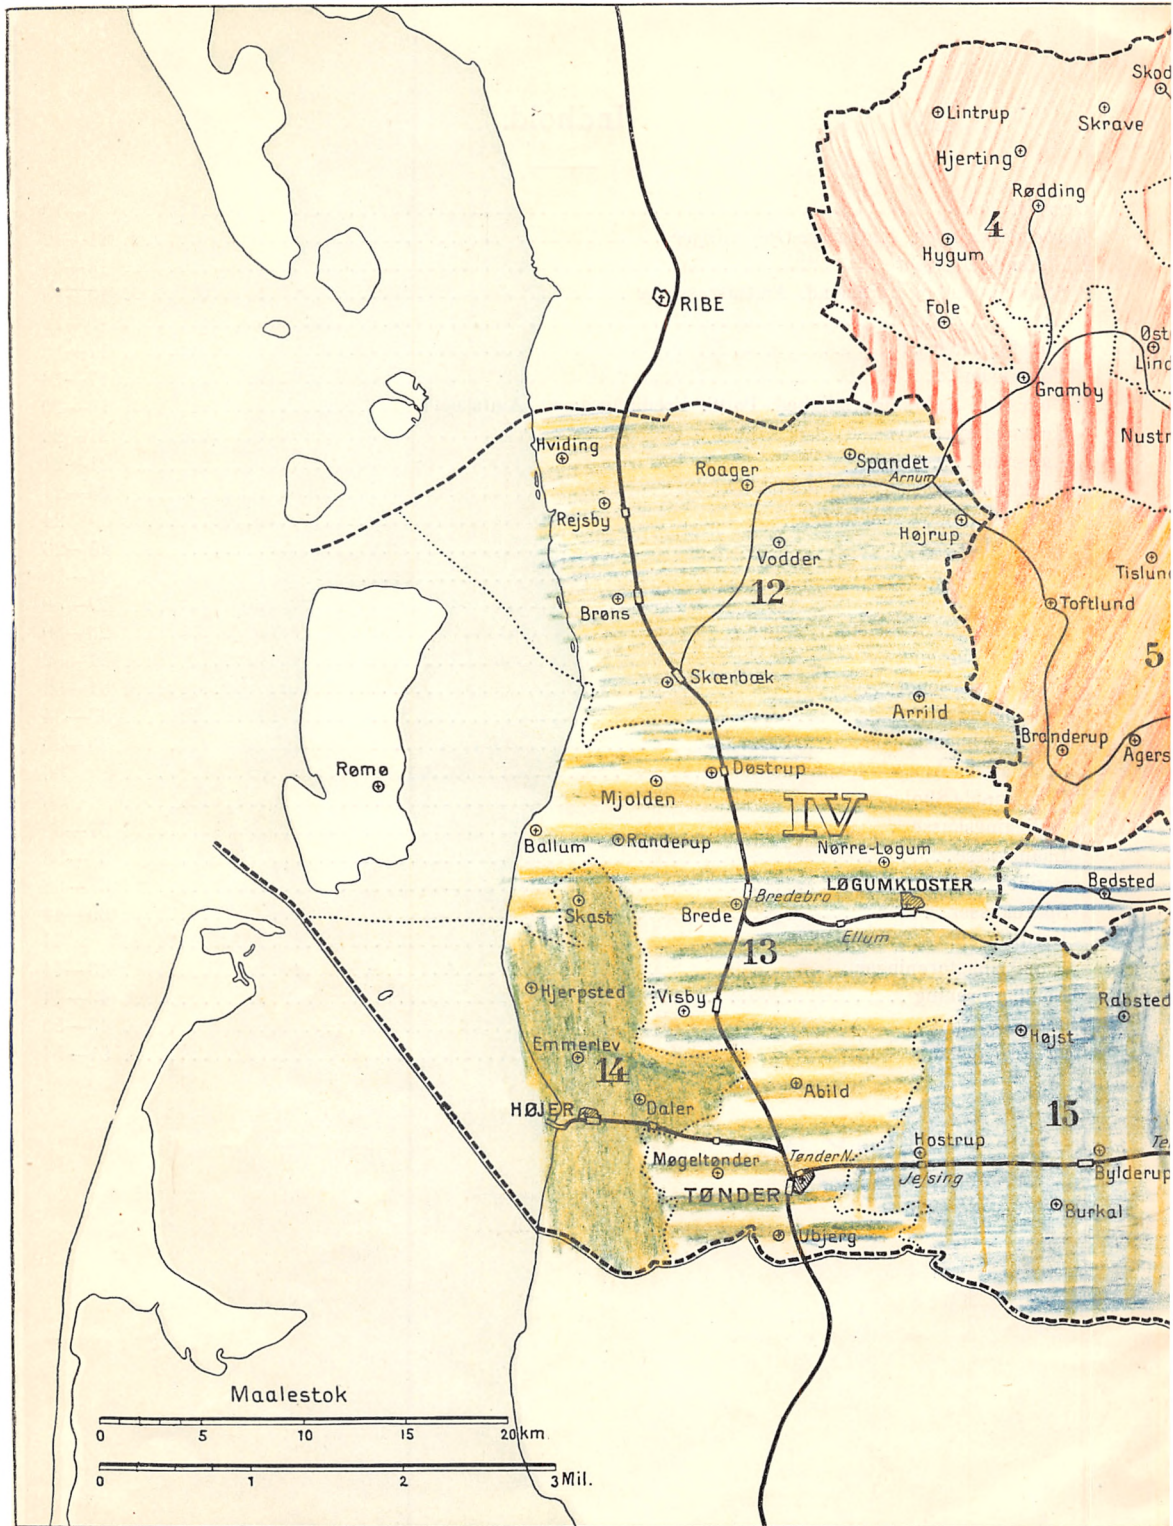 Skod
Lintrup
Skrave
Hjerting
Rødding
4
Hygum
RIBE
Fole
Øst
Lind
Gramby
Nustr
Hviding
Spandet
Roager
Arnum
Rejsby
Højrup
Vodder
Tislund
12
Toftlund
Brøns
5
Skærbæk
Arrild
Branderup
Agers
Døstrup
Rømø
Mjolden
IV
Ballum
Randerup
Nørre-Løgum
LØGUMKLOSTER
Bedsted
Bredebro
Skast
Brede
Ellum
13
Hjerpsted
Visby
Rabsted
Højst
Emmerlev
14
Abild
HØJER
Daler
15
Hostrup
Møgeltønder
Tønder N.
Jejsing
Bylderup
TØNDER
Burkal
Ubjerg
Maalestok
0 5 10 15 20 km
0 1 2 3 Mil.